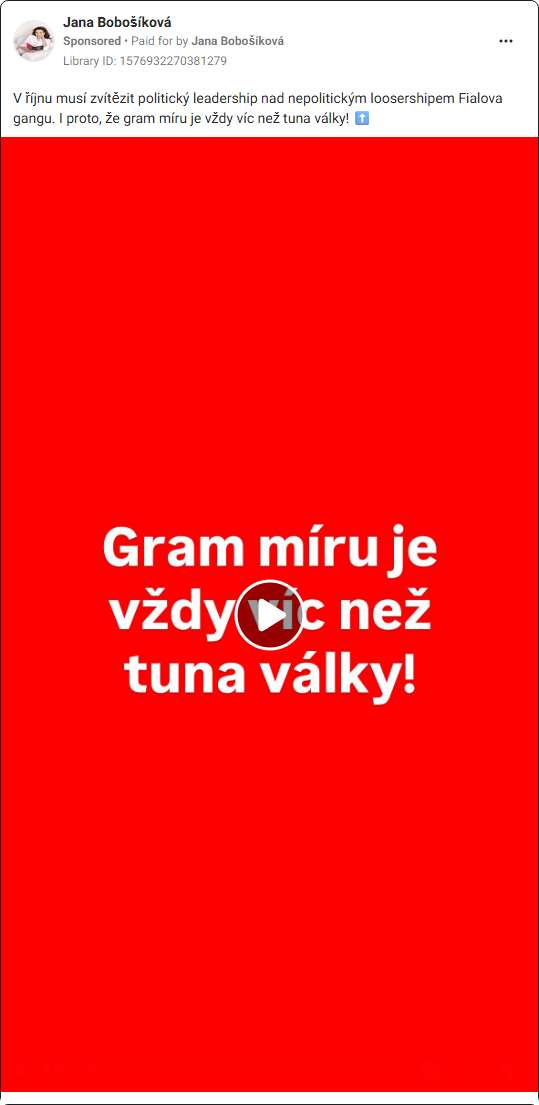 Jana Bobošíková
Sponsored • Paid for by Jana Bobošíková
Library ID: 1576932270381279
V říjnu musí zvítězit politický leadership nad nepolitickým loosershipem Fialova
gangu. I proto, že gram míru je vždy víc než tuna války! ⬆️
Gram míru je
vždy víc než
tuna války!